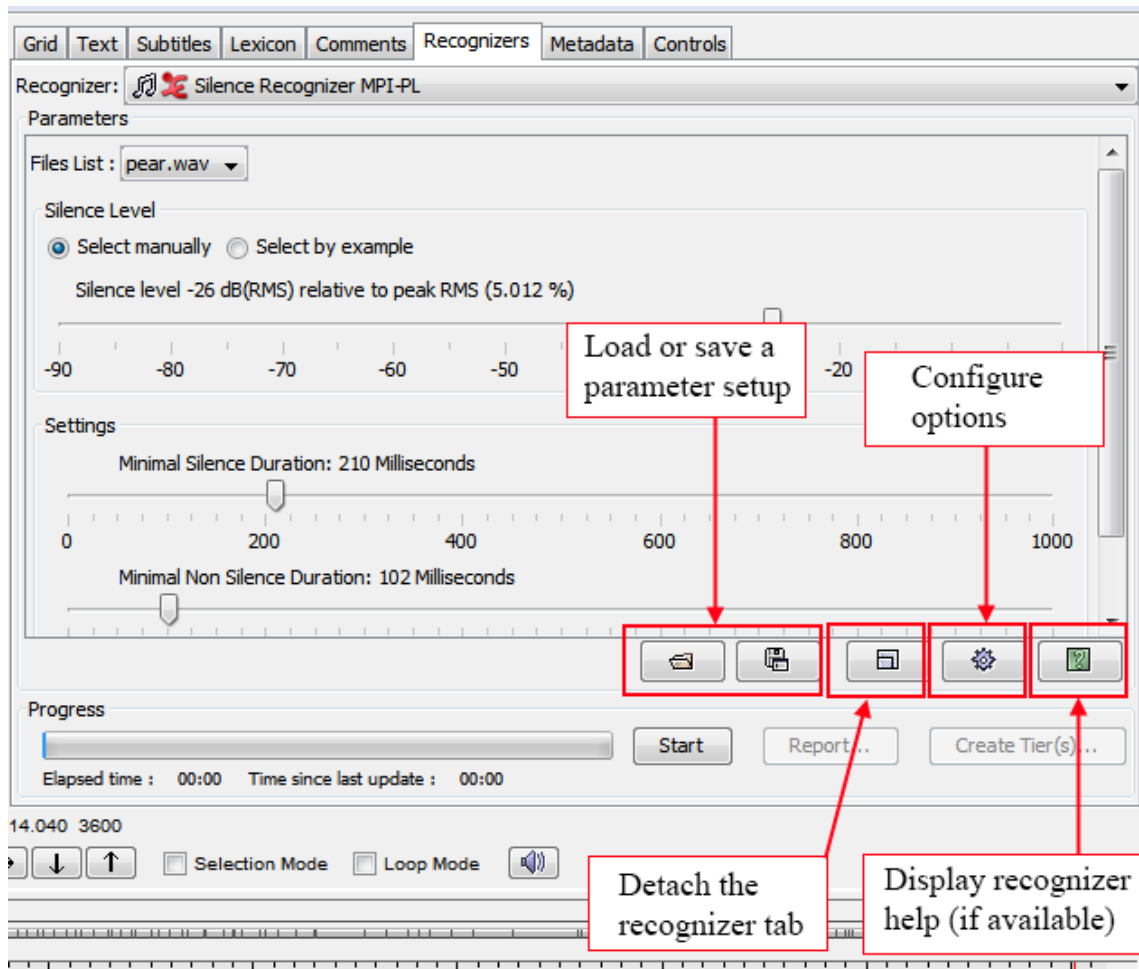 Grid Text Subtitles Lexicon Comments Recognizers Metadata Controls
Recognizer: Silence Recognizer MPI-PL
Parameters
Files List : pear.wav
Silence Level
Select manually Select by example
Silence level -26 dB(RMS) relative to peak RMS (5.012 %)
-90 -80 -70 -60 -50 -20
Load or save a
parameter setup
Configure
options
Settings
Minimal Silence Duration: 210 Milliseconds
0 200 400 600 800 1000
Minimal Non Silence Duration: 102 Milliseconds
Progress
Start Report... Create Tier(s)...
Elapsed time : 00:00 Time since last update : 00:00
14.040 3600
Selection Mode Loop Mode
Detach the
recognizer tab
Display recognizer
help (if available)